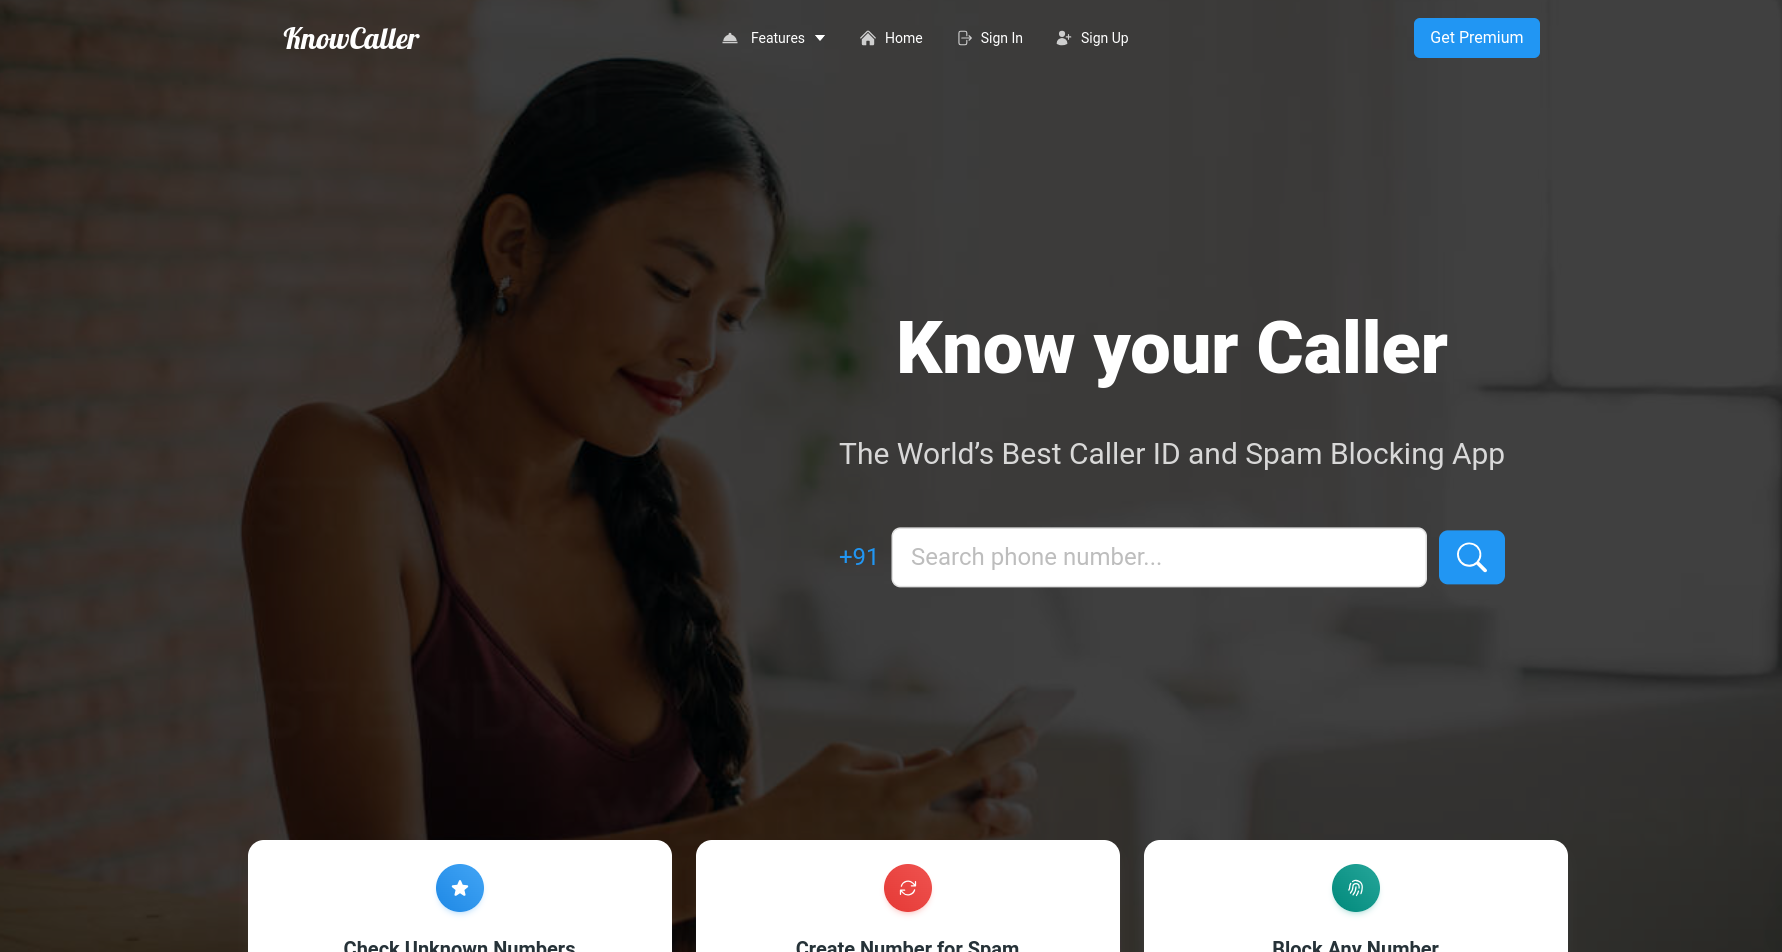 KnowCaller
Features
Home
Sign In
Sign Up
Get Premium
Know your Caller
The World’s Best Caller ID and Spam Blocking App
+91
Search phone number...
Check Unknown Numbers
Create Number for Spam
Block Any Number